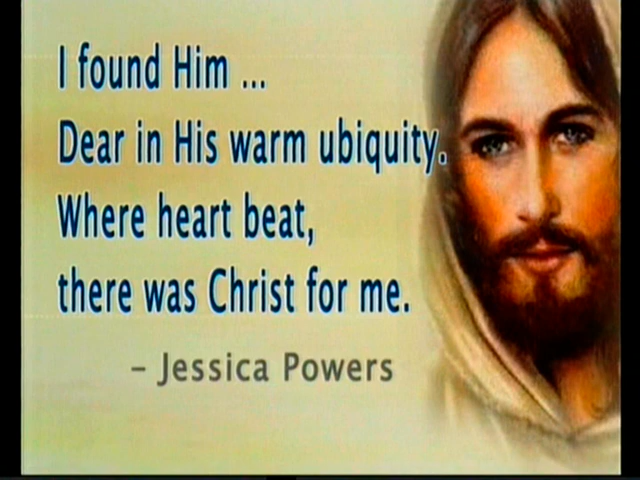 I found Him ...
Dear in His warm ubiquity.
Where heart beat,
there was Christ for me.
– Jessica Powers